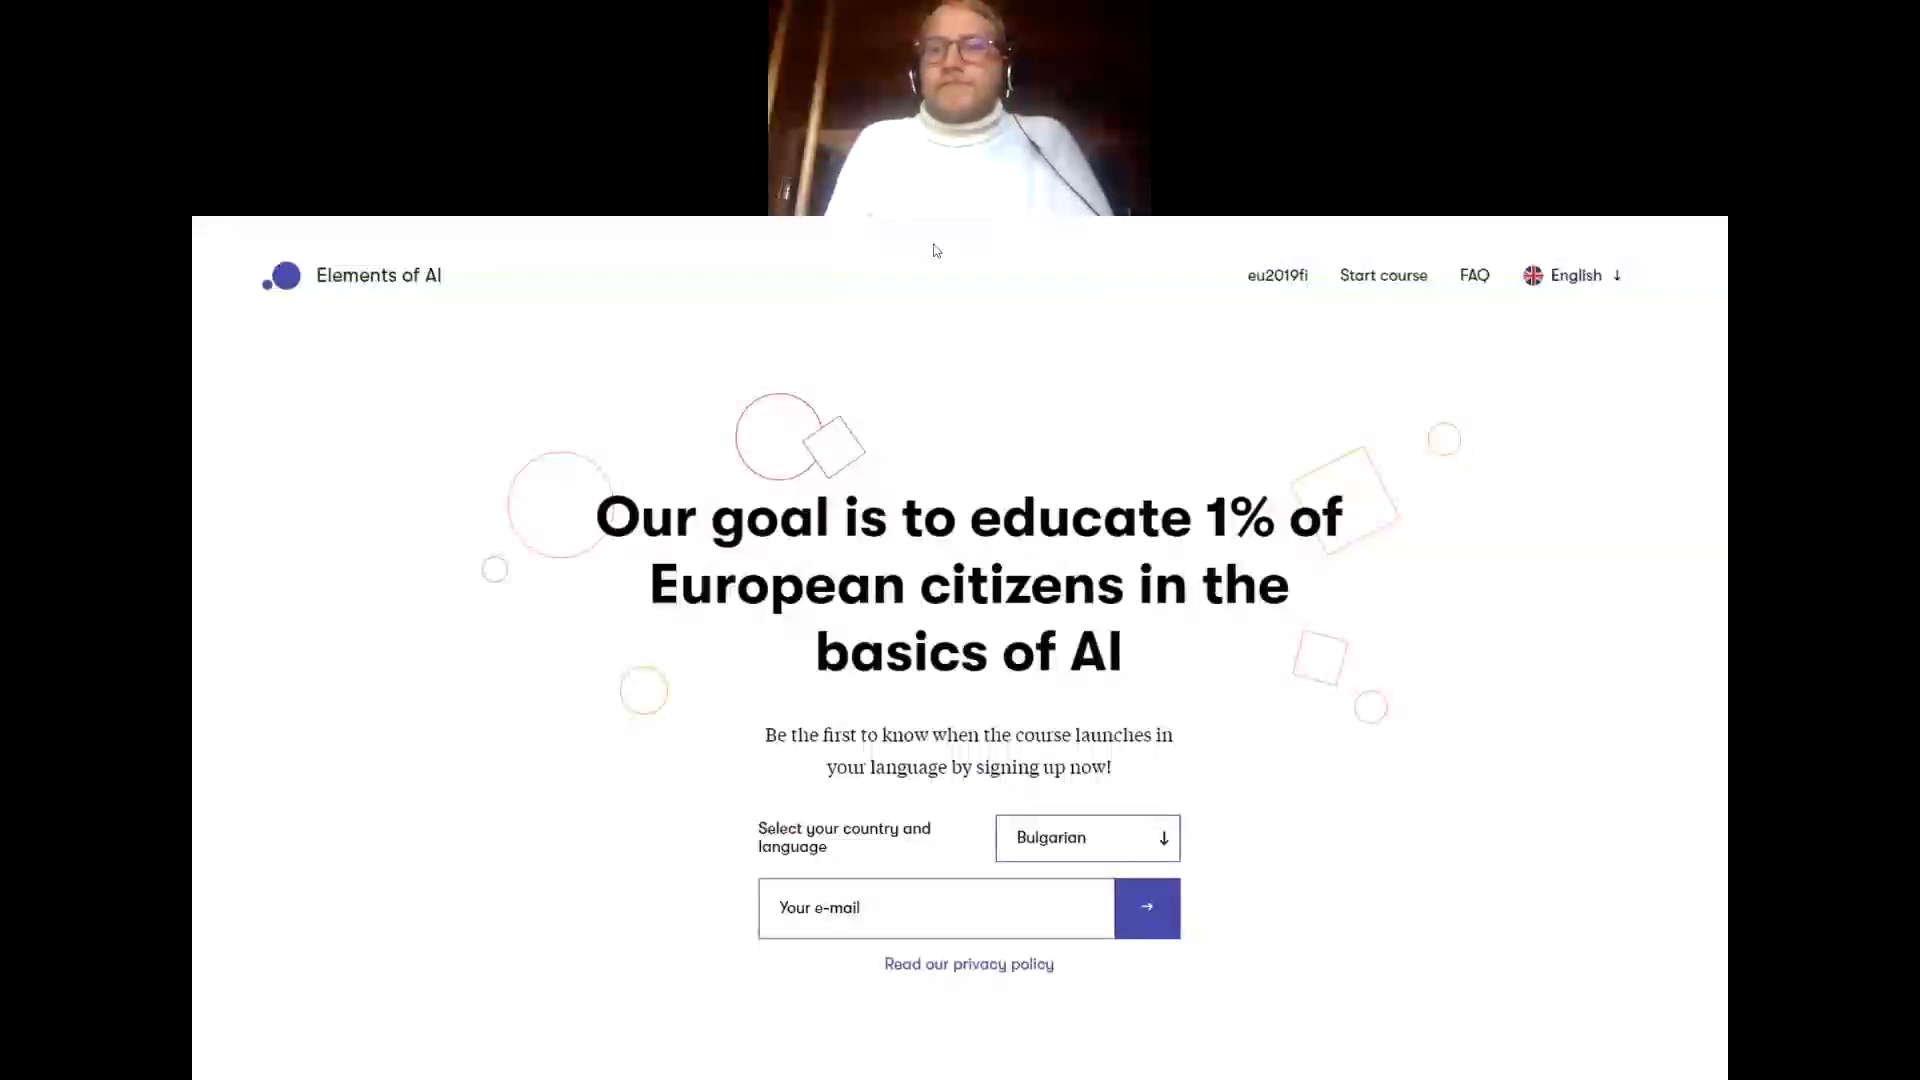 Elements of AI
eu2019fi
Start course
FAQ
English ↓
Our goal is to educate 1% of
European citizens in the
basics of AI
Be the first to know when the course launches in
your language by signing up now!
Select your country and
language
Bulgarian ↓
Your e-mail
→
Read our privacy policy